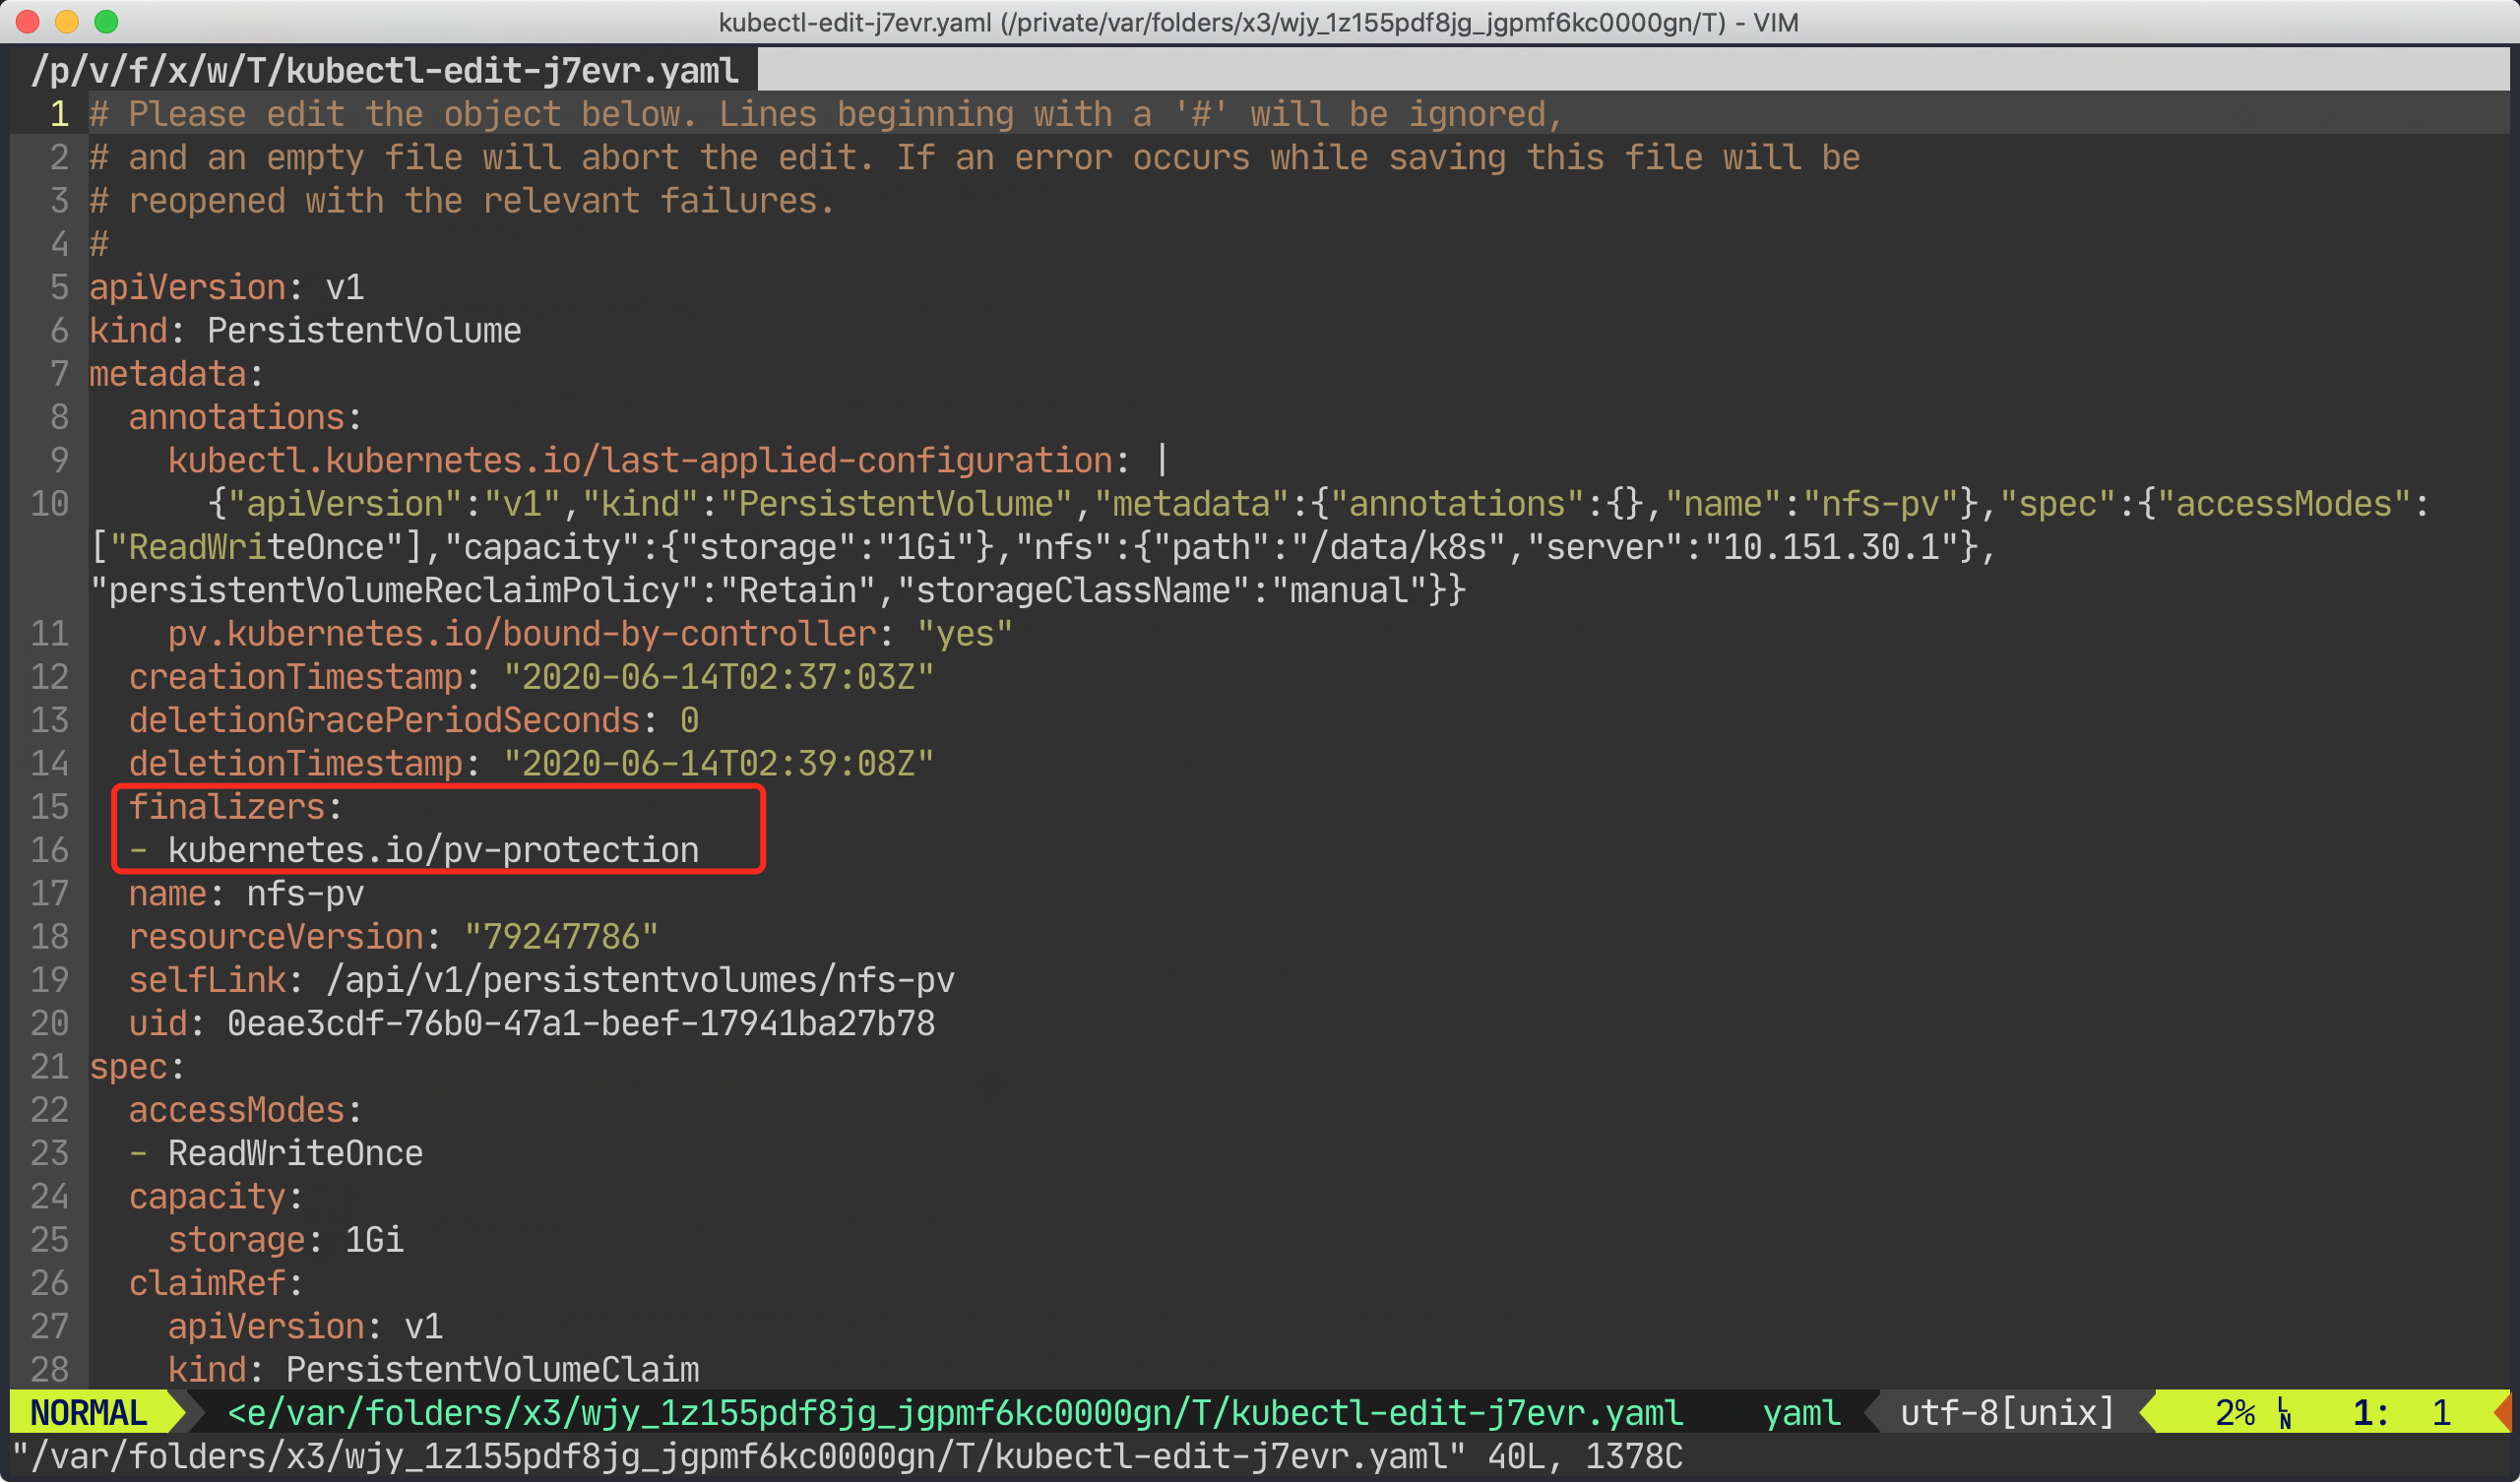 kubectl-edit-j7evr.yaml (/private/var/folders/x3/wjy_1z155pdf8jg_jgpmf6kc0000gn/T) - VIM
/p/v/f/x/w/T/kubectl-edit-j7evr.yaml
1 # Please edit the object below. Lines beginning with a '#' will be ignored,
2 # and an empty file will abort the edit. If an error occurs while saving this file will be
3 # reopened with the relevant failures.
4 #
5 apiVersion: v1
6 kind: PersistentVolume
7 metadata:
8   annotations:
9     kubectl.kubernetes.io/last-applied-configuration: |
10       {"apiVersion":"v1","kind":"PersistentVolume","metadata":{"annotations":{},"name":"nfs-pv"},"spec":{"accessModes":
["ReadWriteOnce"],"capacity":{"storage":"1Gi"},"nfs":{"path":"/data/k8s","server":"10.151.30.1"},
"persistentVolumeReclaimPolicy":"Retain","storageClassName":"manual"}}
11     pv.kubernetes.io/bound-by-controller: "yes"
12   creationTimestamp: "2020-06-14T02:37:03Z"
13   deletionGracePeriodSeconds: 0
14   deletionTimestamp: "2020-06-14T02:39:08Z"
15   finalizers:
16   - kubernetes.io/pv-protection
17   name: nfs-pv
18   resourceVersion: "79247786"
19   selfLink: /api/v1/persistentvolumes/nfs-pv
20   uid: 0eae3cdf-76b0-47a1-beef-17941ba27b78
21 spec:
22   accessModes:
23   - ReadWriteOnce
24   capacity:
25     storage: 1Gi
26   claimRef:
27     apiVersion: v1
28     kind: PersistentVolumeClaim
NORMAL <e/var/folders/x3/wjy_1z155pdf8jg_jgpmf6kc0000gn/T/kubectl-edit-j7evr.yaml yaml utf-8[unix] 2% LN 1: 1
"/var/folders/x3/wjy_1z155pdf8jg_jgpmf6kc0000gn/T/kubectl-edit-j7evr.yaml" 40L, 1378C